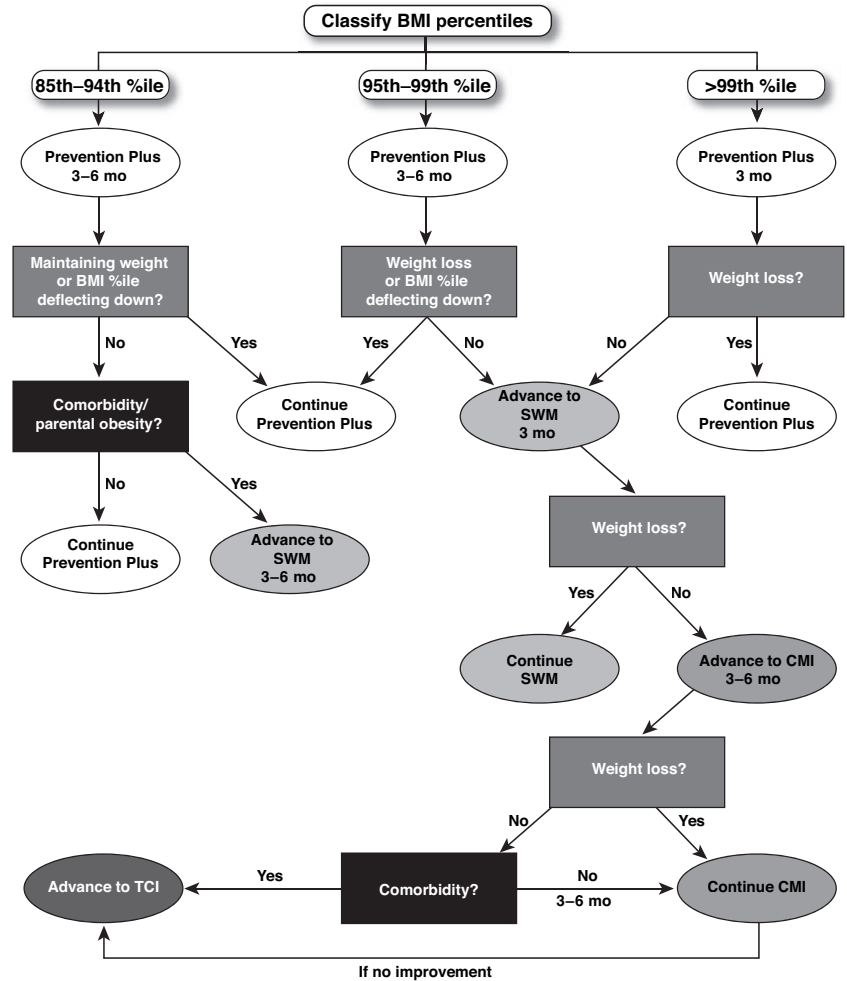 Classify BMI percentiles
85th–94th %ile
95th–99th %ile
>99th %ile
Prevention Plus
3–6 mo
Prevention Plus
3–6 mo
Prevention Plus
3 mo
Maintaining weight
or BMI %ile
deflecting down?
Weight loss
or BMI %ile
deflecting down?
Weight loss?
No
Yes
Yes
No
No
Yes
Comorbidity/
parental obesity?
Continue
Prevention Plus
Advance to
SWM
3 mo
Continue
Prevention Plus
No
Yes
Continue
Prevention Plus
Advance to
SWM
3–6 mo
Weight loss?
Yes
No
Continue
SWM
Advance to CMI
3–6 mo
Weight loss?
No
Yes
Advance to TCI
Yes
Comorbidity?
No
3–6 mo
Continue CMI
If no improvement